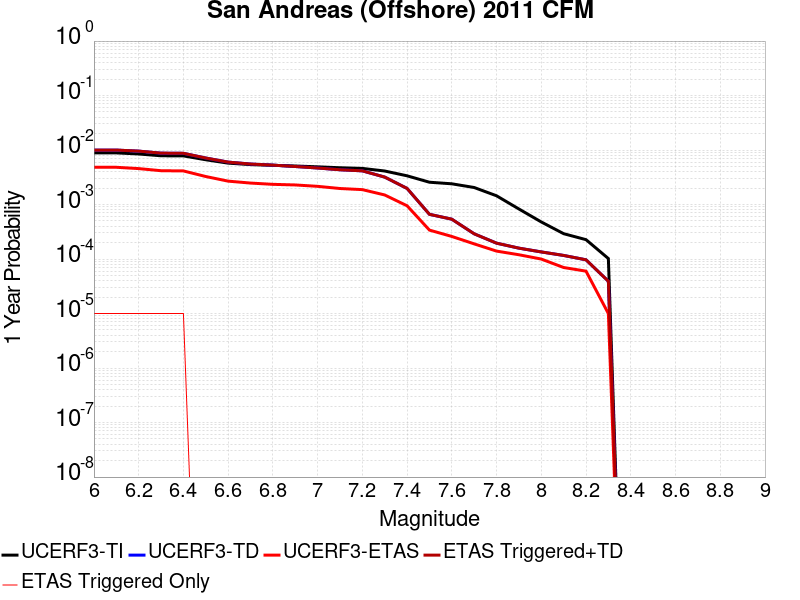 San Andreas (Offshore) 2011 CFM
10^0
10^-1
10^-2
10^-3
10^-4
10^-5
10^-6
10^-7
10^-8
1 Year Probability
6 6.2 6.4 6.6 6.8 7 7.2 7.4 7.6 7.8 8 8.2 8.4 8.6 8.8 9
Magnitude
UCERF3-TI UCERF3-TD UCERF3-ETAS ETAS Triggered+TD
ETAS Triggered Only